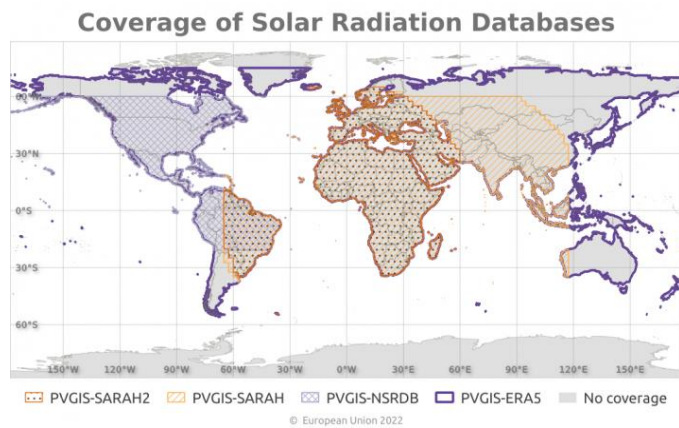 Coverage of Solar Radiation Databases
60°N
30°N
0°S
30°S
60°S
150°W 120°W 90°W 60°W 30°W 0°W 30°E 60°E 90°E 120°E 150°E
PVGIS-SARAH2 PVGIS-SARAH PVGIS-NSRDB PVGIS-ERA5 No coverage
© European Union 2022